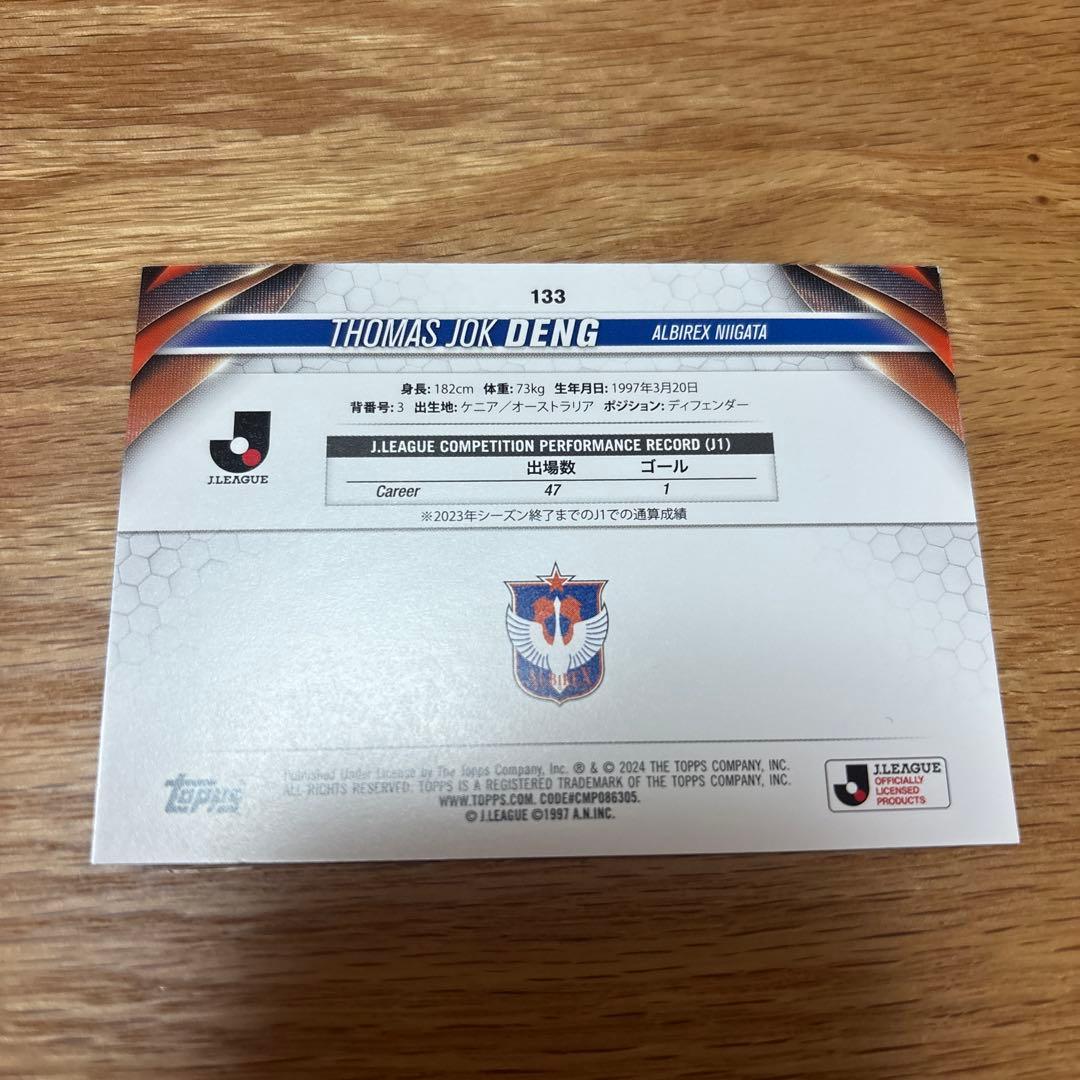 133
THOMAS JOK DENG ALBIREX NIIGATA
身長: 182cm 体重: 73kg 生年月日: 1997年3月20日
背番号: 3 出生地: ケニア／オーストラリア ポジション: ディフェンダー
J.LEAGUE
J.LEAGUE COMPETITION PERFORMANCE RECORD (J1)
出場数 ゴール
Career 47 1
※2023年シーズン終了までのJ1での通算成績
ALBIREX
Topps
Published Under License by The Topps Company, Inc. ® & © 2024 THE TOPPS COMPANY, INC.
ALL RIGHTS RESERVED. TOPPS IS A REGISTERED TRADEMARK OF THE TOPPS COMPANY, INC.
WWW.TOPPS.COM. CODE#CMP086305.
© J.LEAGUE ©1997 A.N.INC.
J.LEAGUE
OFFICIALLY
LICENSED
PRODUCTS